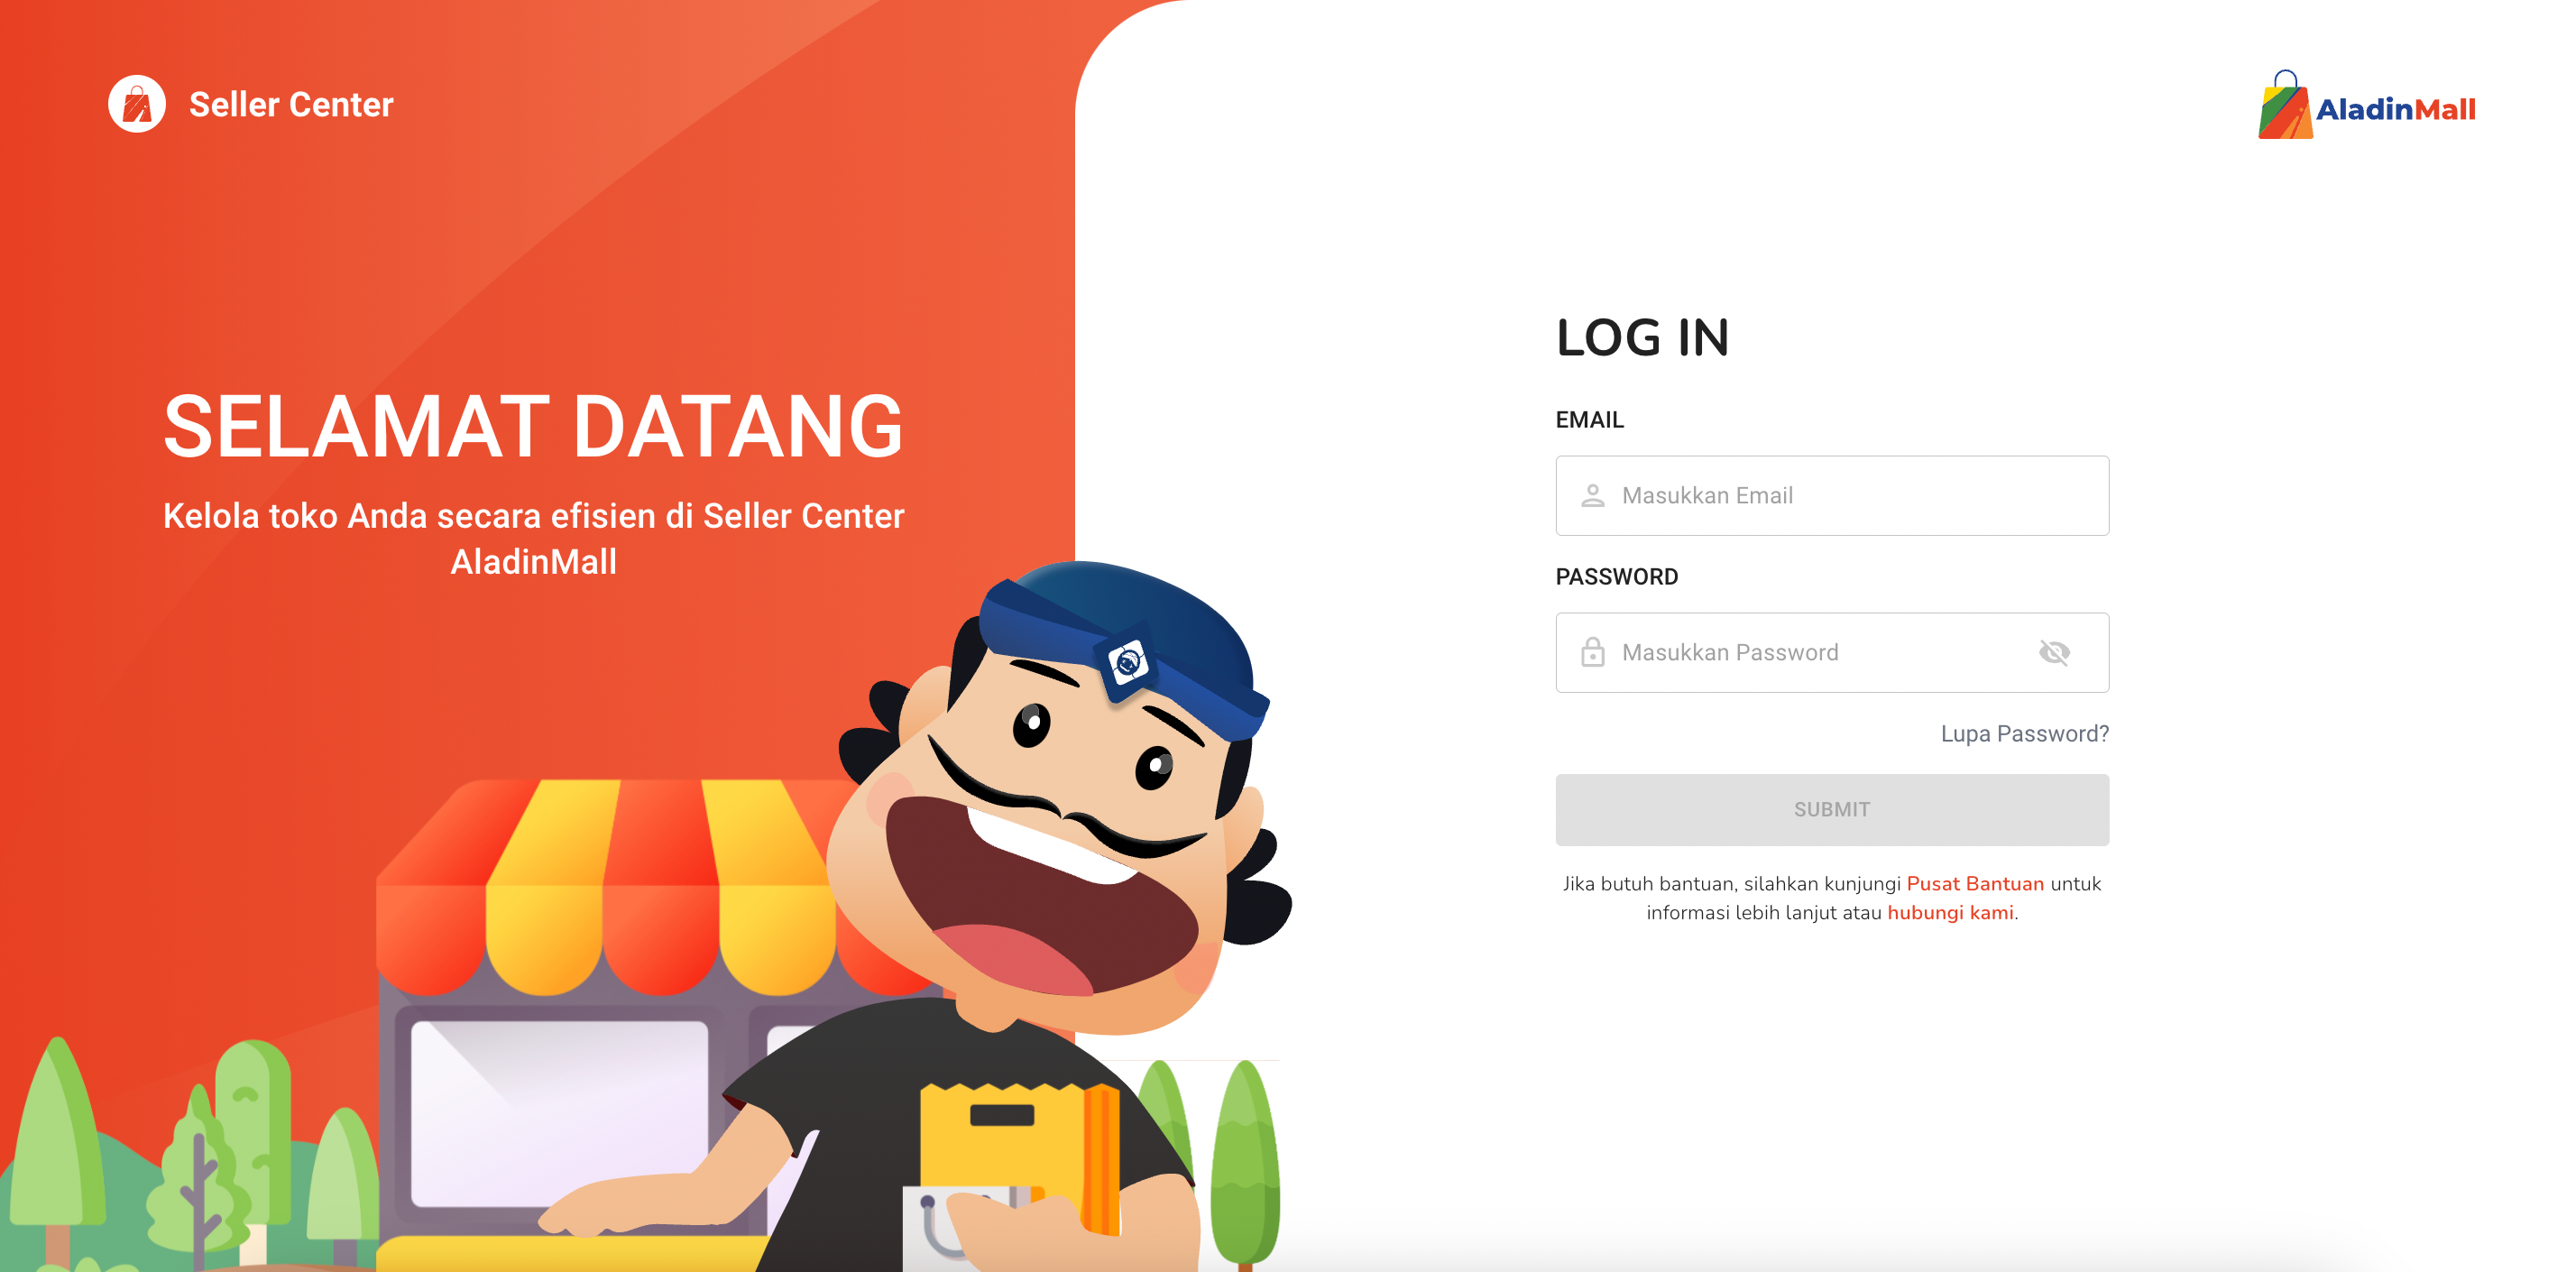 Seller Center
AladinMall
SELAMAT DATANG
Kelola toko Anda secara efisien di Seller Center
AladinMall
LOG IN
EMAIL
Masukkan Email
PASSWORD
Masukkan Password
Lupa Password?
SUBMIT
Jika butuh bantuan, silahkan kunjungi Pusat Bantuan untuk
informasi lebih lanjut atau hubungi kami.